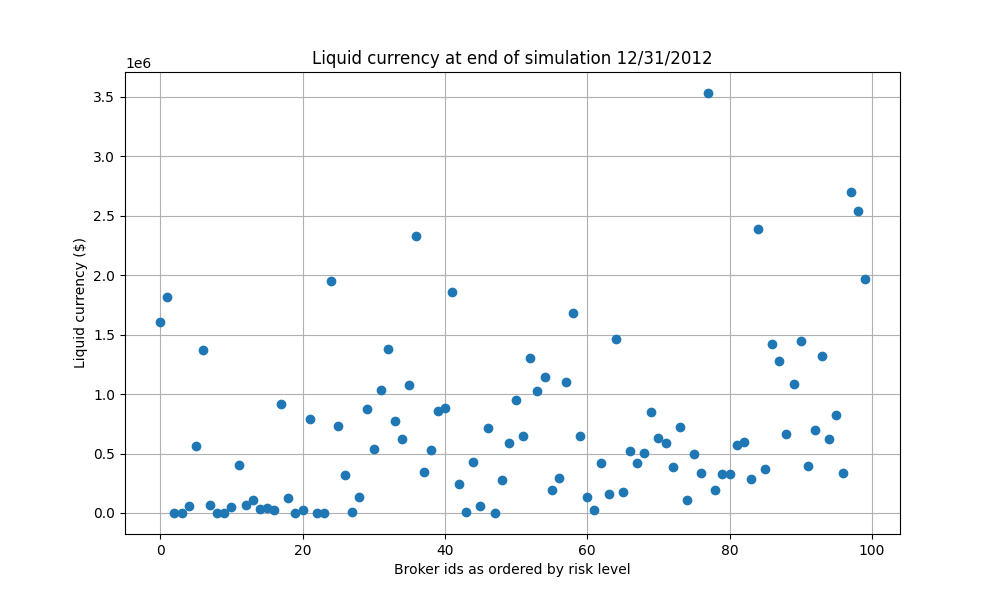 Liquid currency at end of simulation 12/31/2012
1e6
3.5
3.0
2.5
2.0
1.5
1.0
0.5
0.0
Liquid currency ($)
0 20 40 60 80 100
Broker ids as ordered by risk level